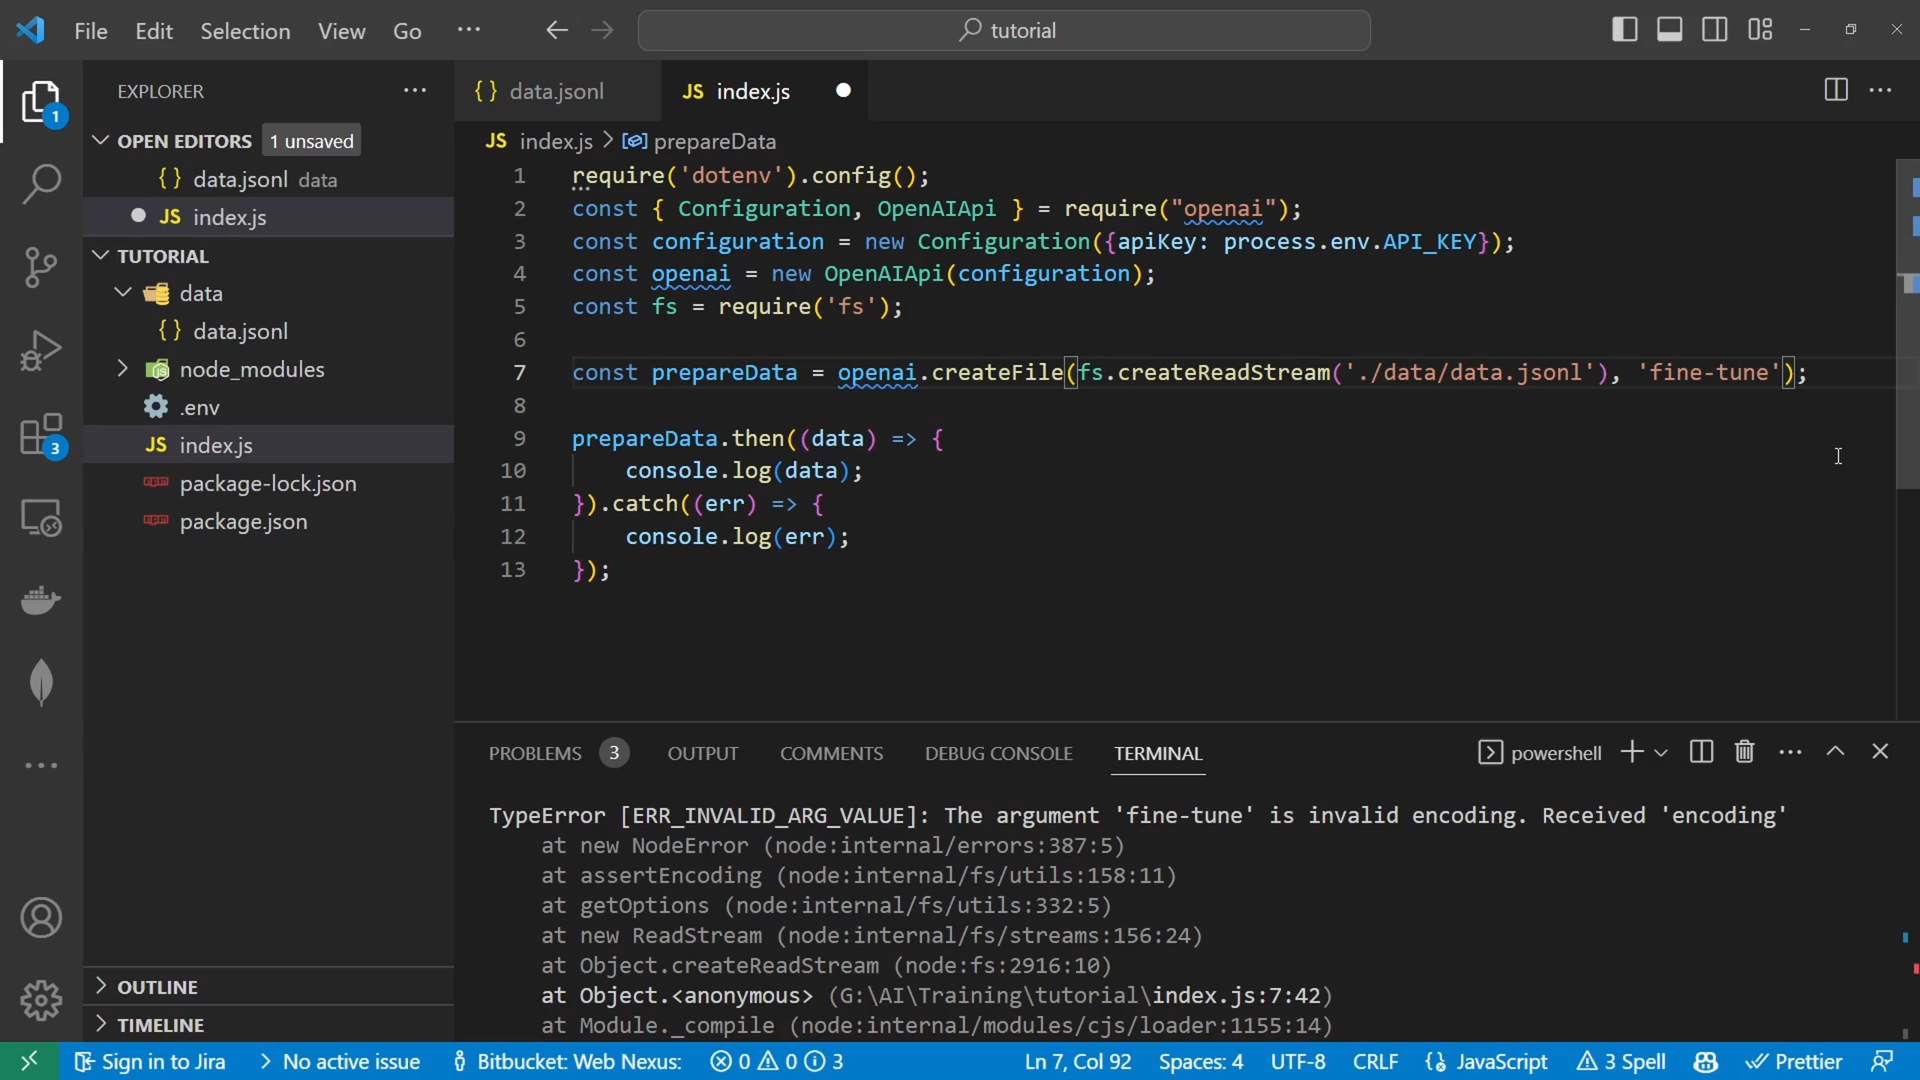 File Edit Selection View Go ··· tutorial
EXPLORER ···
1
OPEN EDITORS 1 unsaved
{} data.jsonl data
JS index.js
TUTORIAL
data
{} data.jsonl
node_modules
.env
JS index.js
package-lock.json
package.json
3
OUTLINE
TIMELINE
{} data.jsonl JS index.js
JS index.js > prepareData
1 require('dotenv').config();
2 const { Configuration, OpenAIApi } = require("openai");
3 const configuration = new Configuration({apiKey: process.env.API_KEY});
4 const openai = new OpenAIApi(configuration);
5 const fs = require('fs');
6
7 const prepareData = openai.createFile(fs.createReadStream('./data/data.jsonl'), 'fine-tune');
8
9 prepareData.then((data) => {
10 console.log(data);
11 }).catch((err) => {
12 console.log(err);
13 });
PROBLEMS 3 OUTPUT COMMENTS DEBUG CONSOLE TERMINAL powershell
TypeError [ERR_INVALID_ARG_VALUE]: The argument 'fine-tune' is invalid encoding. Received 'encoding'
at new NodeError (node:internal/errors:387:5)
at assertEncoding (node:internal/fs/utils:158:11)
at getOptions (node:internal/fs/utils:332:5)
at new ReadStream (node:internal/fs/streams:156:24)
at Object.createReadStream (node:fs:2916:10)
at Object.<anonymous> (G:\AI\Training\tutorial\index.js:7:42)
at Module._compile (node:internal/modules/cjs/loader:1155:14)
Sign in to Jira > No active issue Bitbucket: Web Nexus: 0 0 3 Ln 7, Col 92 Spaces: 4 UTF-8 CRLF {} JavaScript 3 Spell Prettier